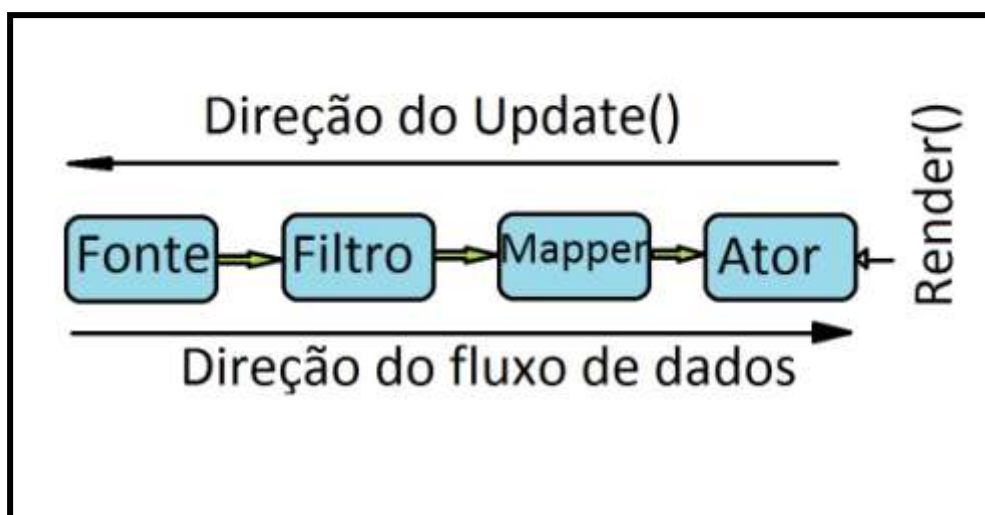 Direção do Update()
Fonte
Filtro
Mapper
Ator
Render()
Direção do fluxo de dados